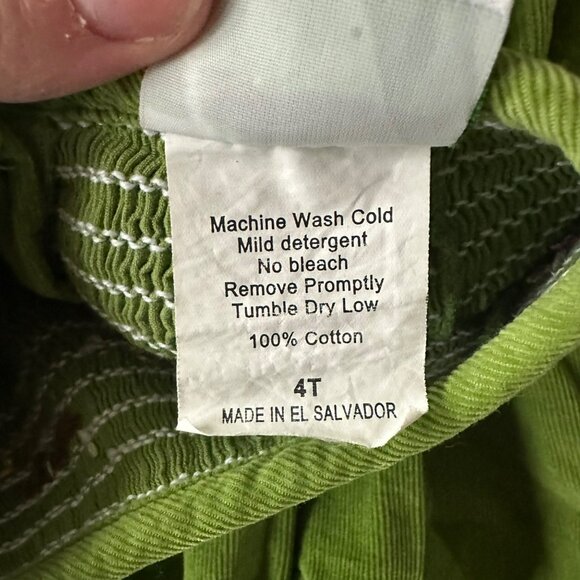 Machine Wash Cold
Mild detergent
No bleach
Remove Promptly
Tumble Dry Low
100% Cotton
4T
MADE IN EL SALVADOR